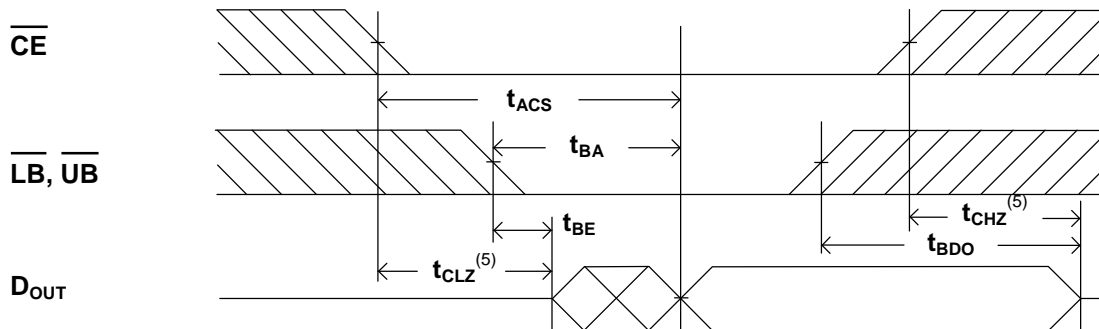 CE
tACS
LB, UB
tBA
tCHZ(5)
tBE
tBDO
tCLZ(5)
DOUT